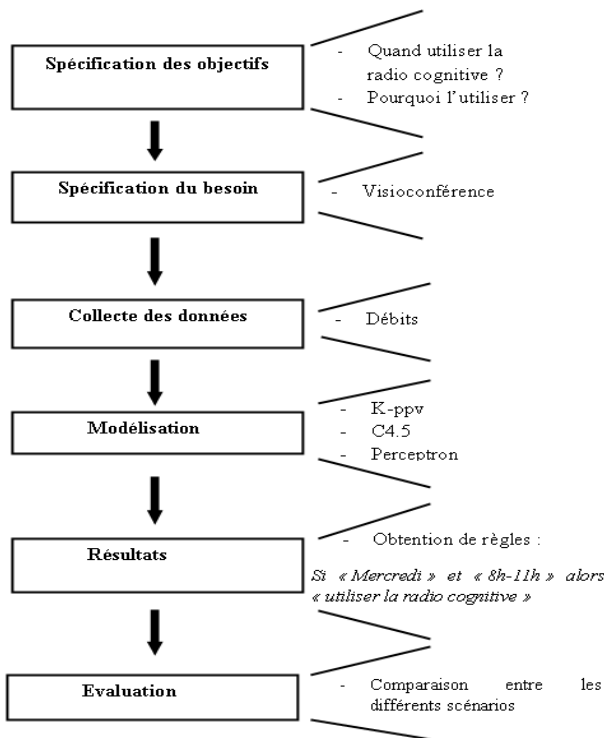 Spécification des objectifs
- Quand utiliser la
radio cognitive ?
- Pourquoi l'utiliser ?
Spécification du besoin
- Visioconférence
Collecte des données
- Débits
Modélisation
- K-ppv
- C4.5
- Perceptron
Résultats
- Obtention de règles :
Si « Mercredi » et « 8h-11h » alors
« utiliser la radio cognitive »
Evaluation
- Comparaison entre les
différents scénarios